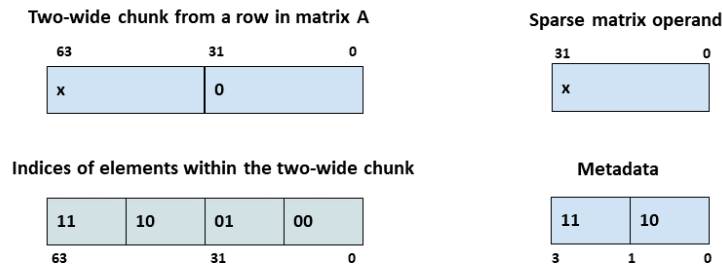 Two-wide chunk from a row in matrix A
63 31 0
x 0
Indices of elements within the two-wide chunk
11 10 01 00
63 31 0
Sparse matrix operand
31 0
x
Metadata
11 10
3 1 0